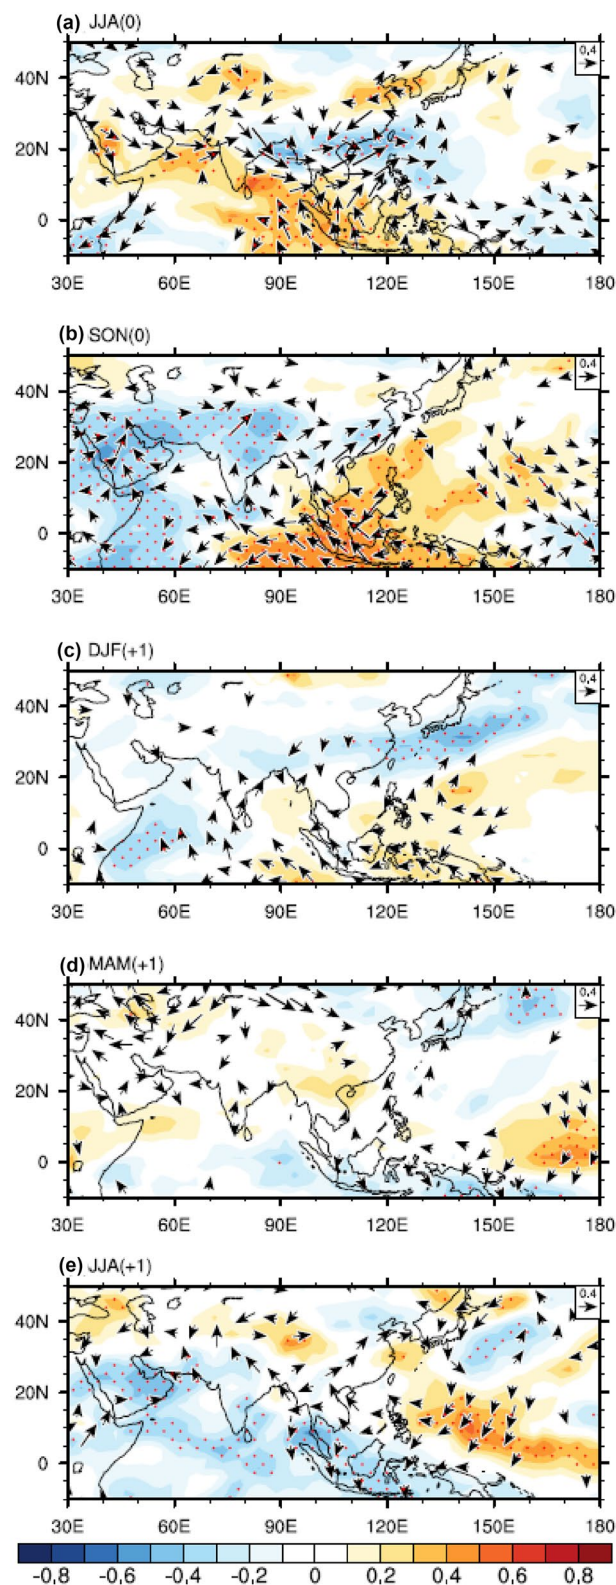 (a) JJA(0)
0,4
40N
20N
0
30E 60E 90E 120E 150E 180
(b) SON(0)
0,4
40N
20N
0
30E 60E 90E 120E 150E 180
(c) DJF(+1)
0,4
40N
20N
0
30E 60E 90E 120E 150E 180
(d) MAM(+1)
0,4
40N
20N
0
30E 60E 90E 120E 150E 180
(e) JJA(+1)
0,4
40N
20N
0
30E 60E 90E 120E 150E 180
-0,8 -0,6 -0,4 -0,2 0 0,2 0,4 0,6 0,8